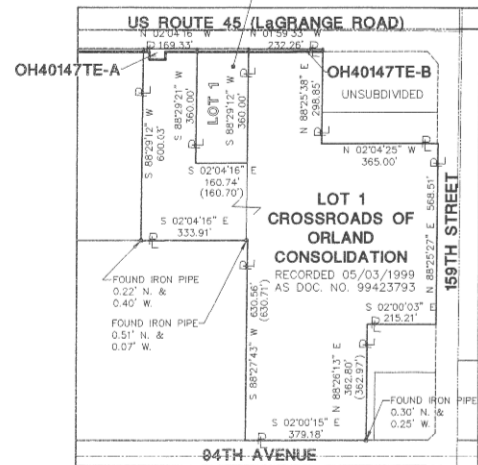 US ROUTE 45 (LaGRANGE ROAD)
N 02°04'16" W
169.33'
N 01°59'33" W
232.26'
OH40147TE-A
OH40147TE-B
UNSUBDIVIDED
S 88°29'12" W
600.03'
S 88°29'21" W
360.00'
LOT 1
S 88°29'12" W
360.00'
N 88°25'38" E
298.85'
N 02°04'25" W
365.00'
S 02°04'16" E
160.74'
(160.70')
S 02°04'16" E
333.91'
LOT 1
CROSSROADS OF
ORLAND
CONSOLIDATION
RECORDED 05/03/1999
AS DOC. NO. 99423793
N 88°25'27" E 568.51'
159TH STREET
FOUND IRON PIPE
0.22' N. &
0.40' W.
FOUND IRON PIPE
0.51' N. &
0.07' W.
S 88°27'43" W 630.56'
(630.71')
S 02°00'03" E
215.21'
N 88°26'13" E
362.80'
(362.97')
FOUND IRON PIPE
0.30' N. &
0.25' W.
S 02°00'15" E
379.18'
94TH AVENUE